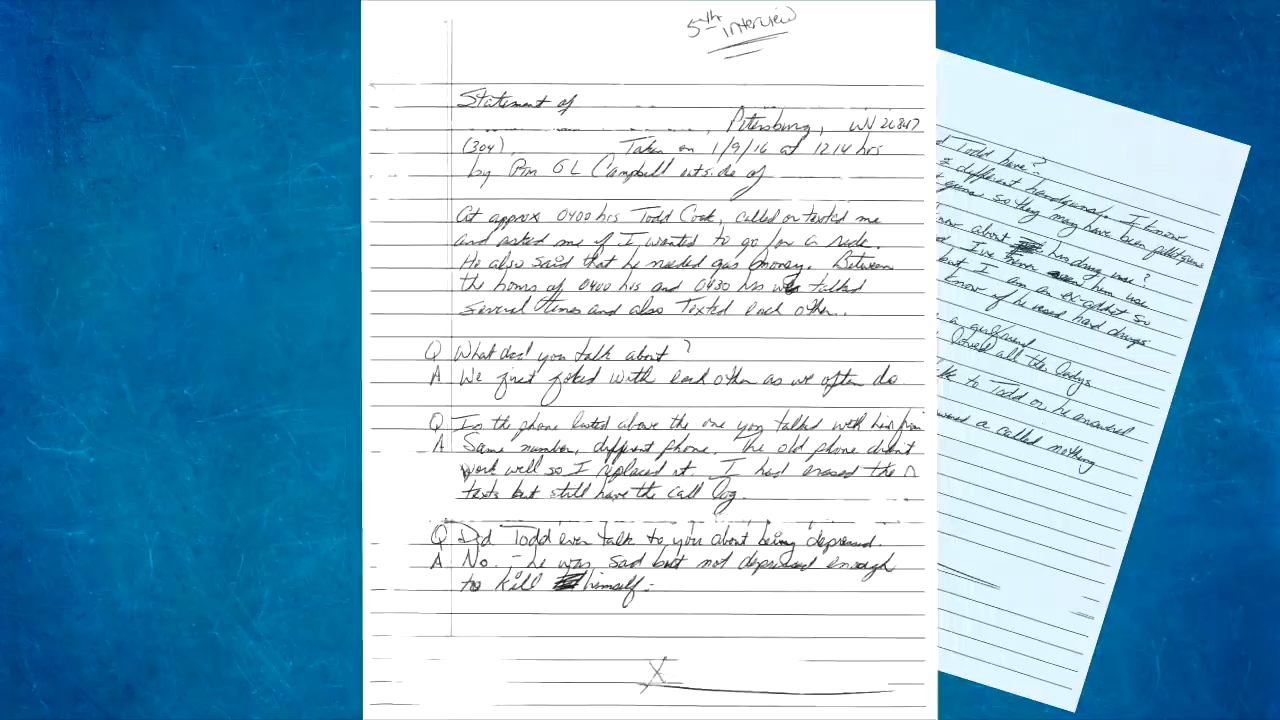 5th interview
Statement of
, Petersburg, WV 26847
(304) Taken on 1/9/16 at 1214 hrs
by Pm GL Campbell outside of
At approx 0400 hrs Todd Cook, called or texted me
and asked me if I wanted to go for a ride.
He also said that he needed gas money. Between
the hours of 0400 hrs and 0430 hrs we talked
several times and also Texted each other.
Q What did you talk about?
A We first joked with each other as we often do.
Q Is the phone listed above the one you talked with him from
A Same number, different phone. The old phone didn't
work well so I replaced it. I had erased the
texts but still have the call log.
Q Did Todd ever talk to you about being depressed.
A No. - he was sad but not depressed enough
to kill himself.
X
d Todd have?
different handguns. I know
guns so they may have been pellet guns
know about his drug use?
I've never seen him use
but I am an ex-addict so
know if he used hard drugs
a girlfriend
loved all the ladys
talk to Todd on he answered
a called nothing